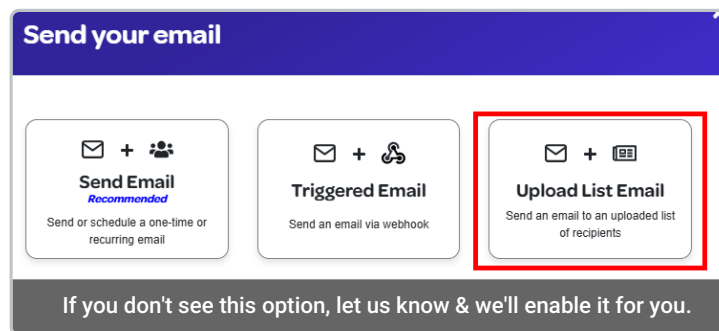 Send your email
Send Email
Recommended
Send or schedule a one-time or
recurring email
Triggered Email
Send an email via webhook
Upload List Email
Send an email to an uploaded list
of recipients
If you don't see this option, let us know & we'll enable it for you.